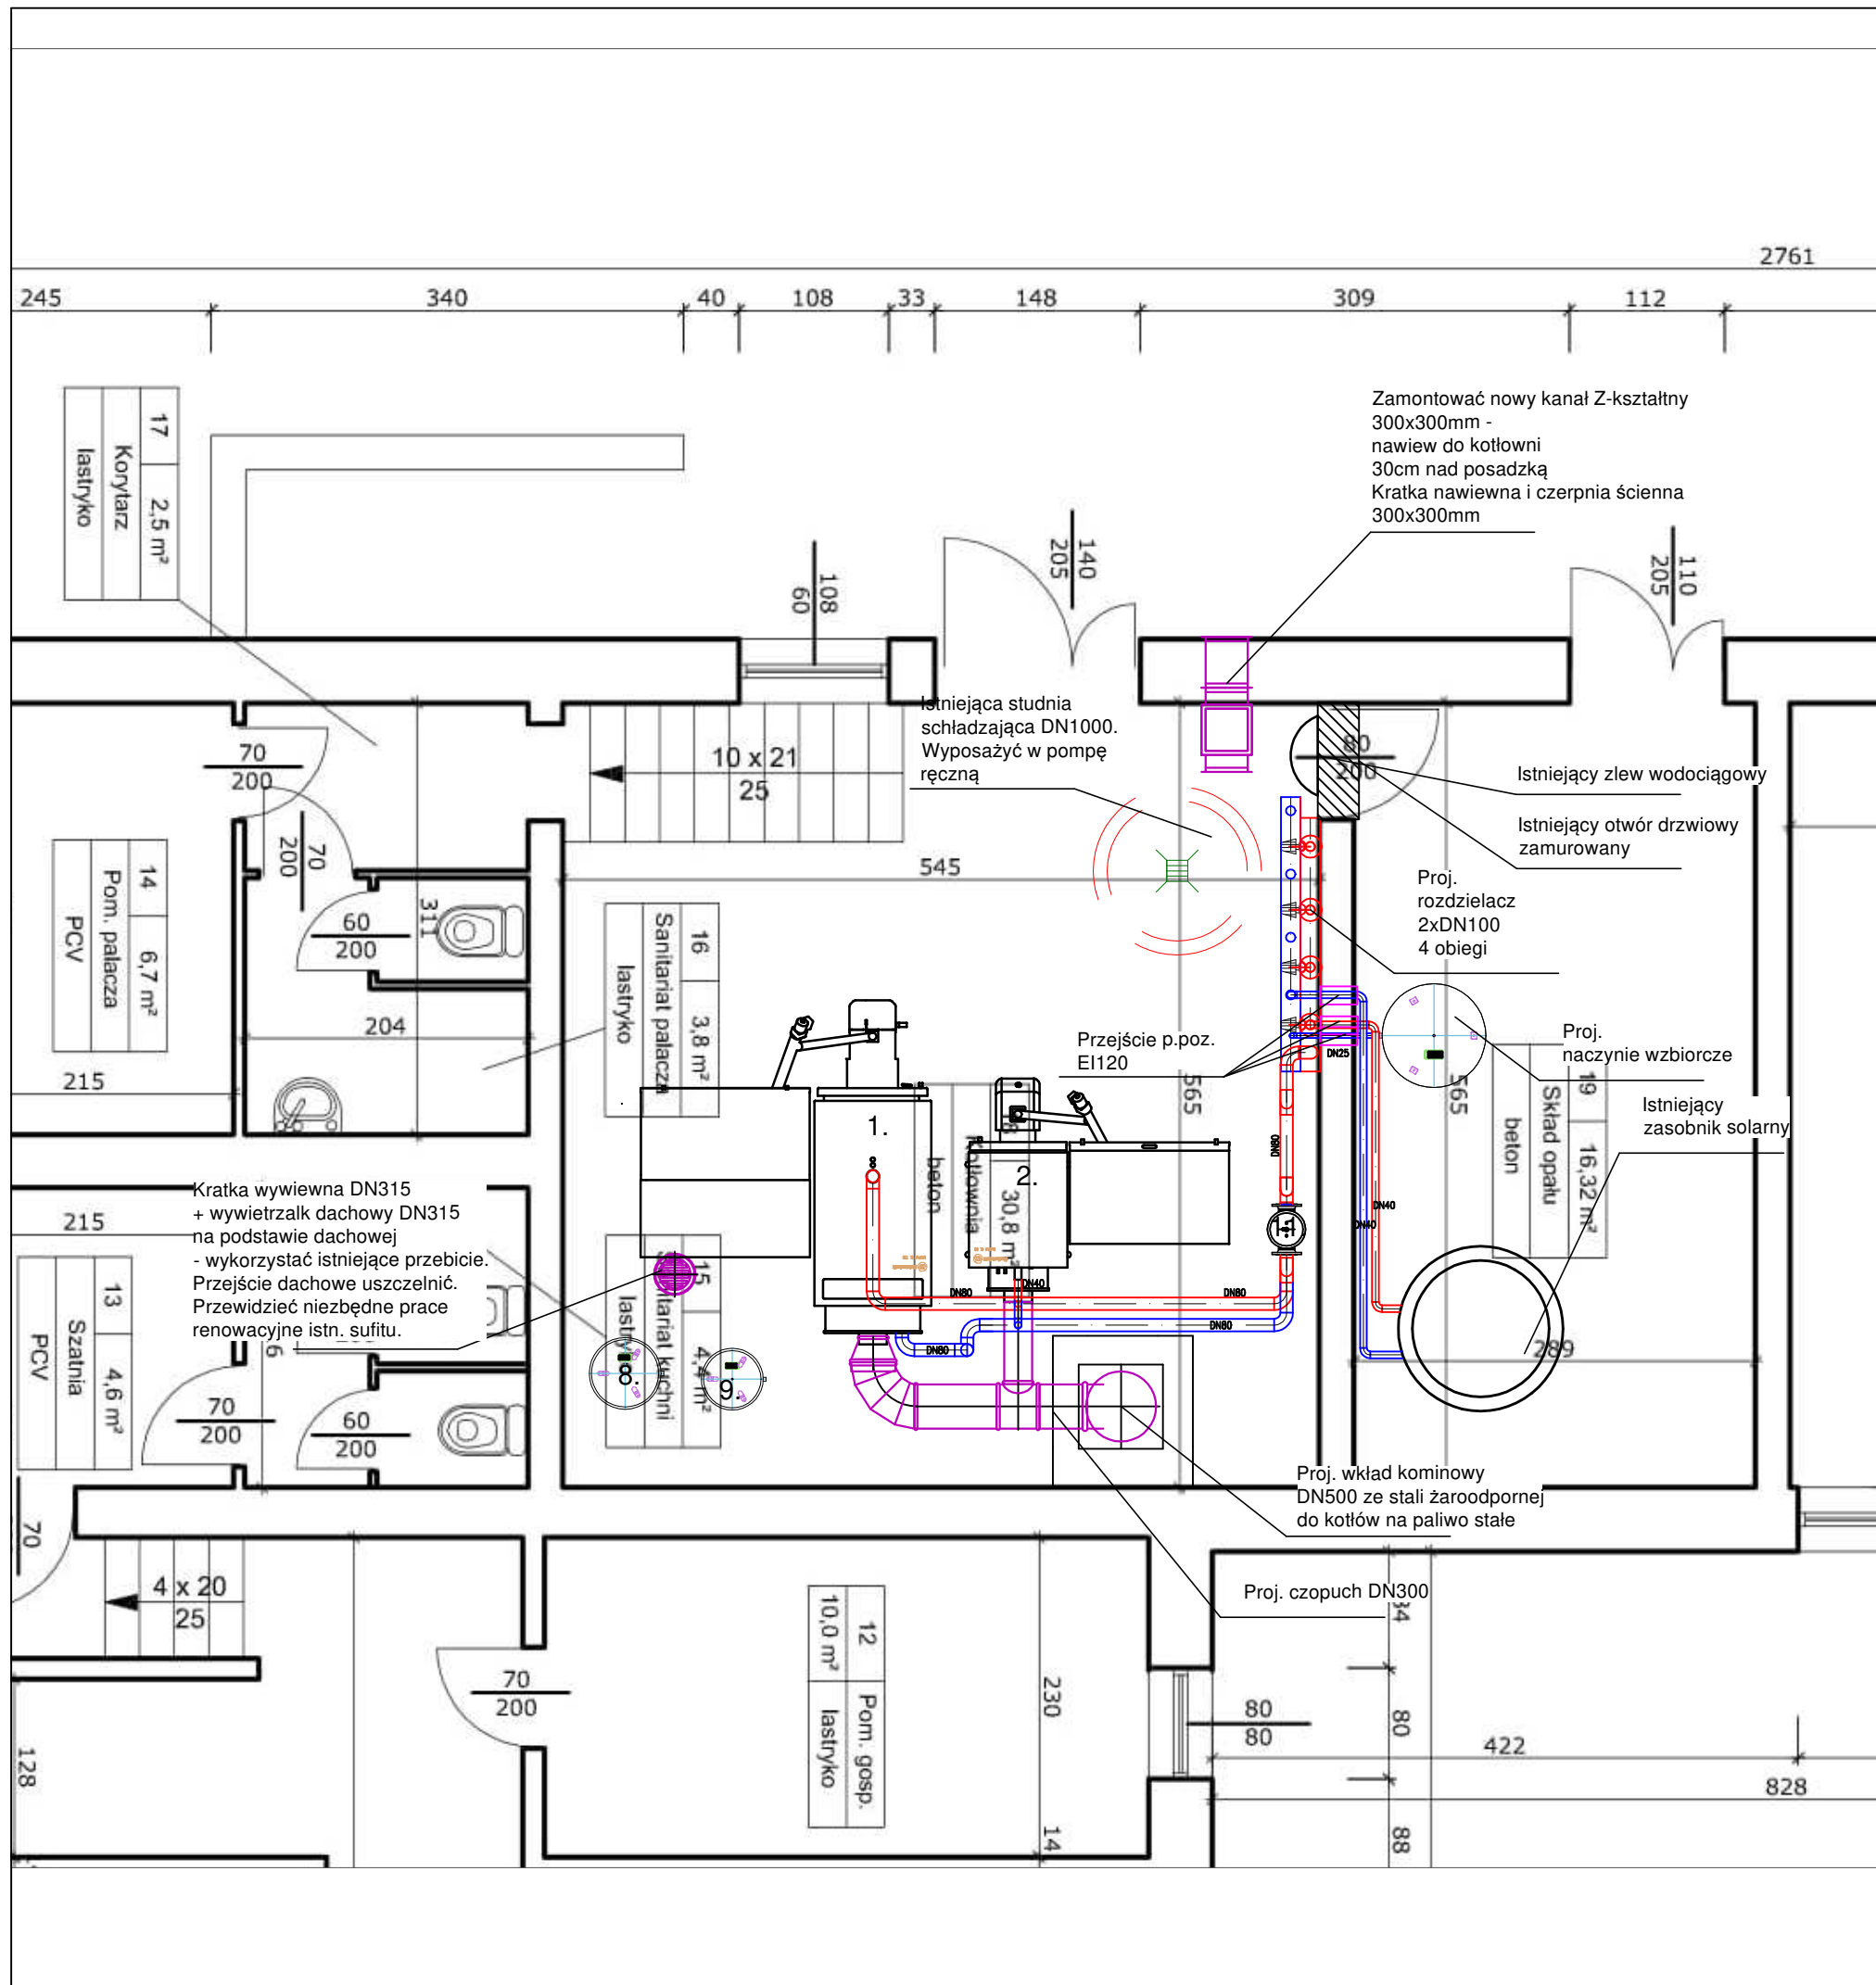 2761
245
340
40
108
33
148
309
112
Zamontować nowy kanał Z-kształtny
300x300mm -
nawiew do kotłowni
30cm nad posadzką
Kratka nawiewna i czerpnia ścienna
300x300mm
17
2,5 m²
Korytarz
lastryko
108
60
140
205
110
205
Istniejąca studnia
schładzająca DN1000.
Wyposażyć w pompę
ręczną
70
200
10 x 21
25
80
200
Istniejący zlew wodociągowy
Istniejący otwór drzwiowy
zamurowany
70
200
14
6,7 m²
Pom. palacza
PCV
60
200
311
545
Proj.
rozdzielacz
2xDN100
4 obiegi
16
3,8 m²
Sanitariat palacza
lastryko
204
215
Przejście p.poz.
EI120
DN25
Proj.
naczynie wzbiorcze
565
565
19
16,32 m²
Skład opału
beton
Istniejący
zasobnik solarny
1.
2.
Kotłownia
30,8 m²
beton
DN80
DN40
DN40
Kratka wywiewna DN315
+ wywietrzalk dachowy DN315
na podstawie dachowej
- wykorzystać istniejące przebicie.
Przejście dachowe uszczelnić.
Przewidzieć niezbędne prace
renowacyjne istn. sufitu.
215
13
4,6 m²
Szatnia
PCV
15
4,4 m²
kuchni
DN80
DN40
DN80
DN80
DN80
8.
9.
289
70
200
60
200
Proj. wkład kominowy
DN500 ze stali żaroodpornej
do kotłów na paliwo stałe
70
4 x 20
25
Proj. czopuch DN300
12
Pom. gosp.
10,0 m²
lastryko
70
200
230
80
80
80
422
828
128
14
88